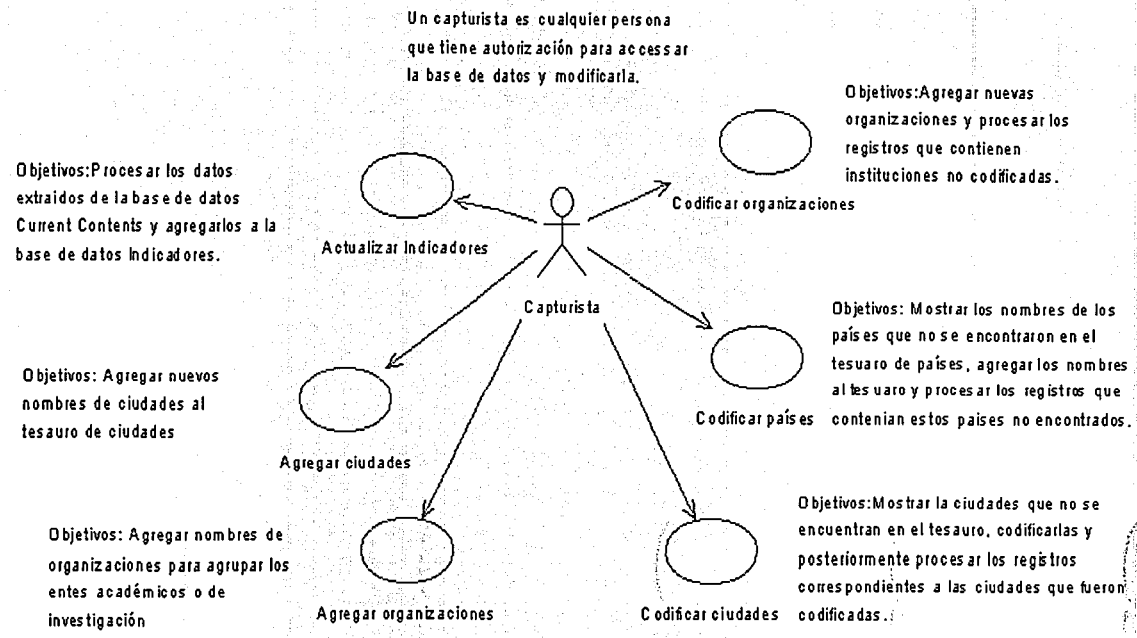 Un capturista es cualquier persona
que tiene autorización para accessar
la base de datos y modificarla.
Objetivos:Agregar nuevas
organizaciones y procesar los
registros que contienen
instituciones no codificadas.
Codificar organizaciones
Objetivos:Procesar los datos
extraidos de la base de datos
Current Contents y agregarlos a la
base de datos Indicadores.
Actualizar Indicadores
Capturista
Objetivos: Mostrar los nombres de los
países que no se encontraron en el
tesuaro de países, agregar los nombres
al tesuaro y procesar los registros que
contenian estos paises no encontrados.
Codificar países
Objetivos: Agregar nuevos
nombres de ciudades al
tesauro de ciudades
Agregar ciudades
Objetivos: Agregar nombres de
organizaciones para agrupar los
entes académicos o de
investigación
Agregar organizaciones
Objetivos:Mostrar la ciudades que no se
encuentran en el tesauro, codificarlas y
posteriormente procesar los registros
correspondientes a las ciudades que fueron
codificadas.
Codificar ciudades